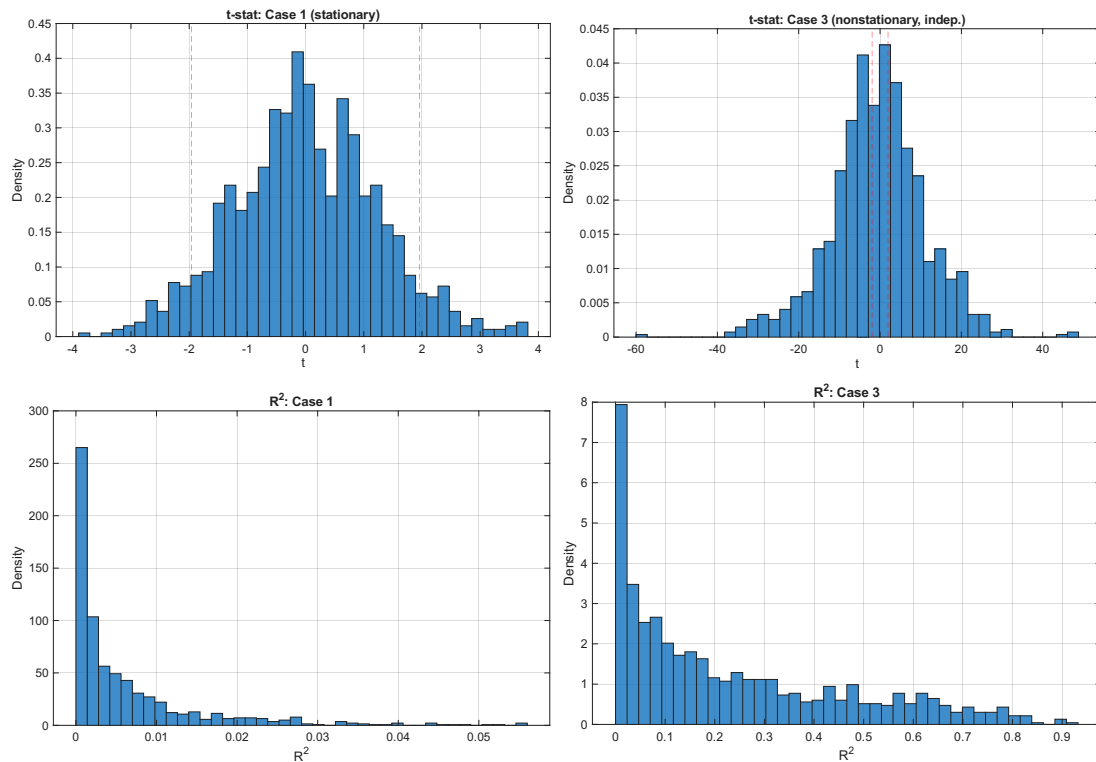 t-stat: Case 1 (stationary)
0.45
0.4
0.35
0.3
0.25
0.2
0.15
0.1
0.05
0
Density
-4 -3 -2 -1 0 1 2 3 4
t
t-stat: Case 3 (nonstationary, indep.)
0.045
0.04
0.035
0.03
0.025
0.02
0.015
0.01
0.005
0
Density
-60 -40 -20 0 20 40
t
R²: Case 1
300
250
200
150
100
50
0
Density
0 0.01 0.02 0.03 0.04 0.05
R²
R²: Case 3
8
7
6
5
4
3
2
1
0
Density
0 0.1 0.2 0.3 0.4 0.5 0.6 0.7 0.8 0.9
R²